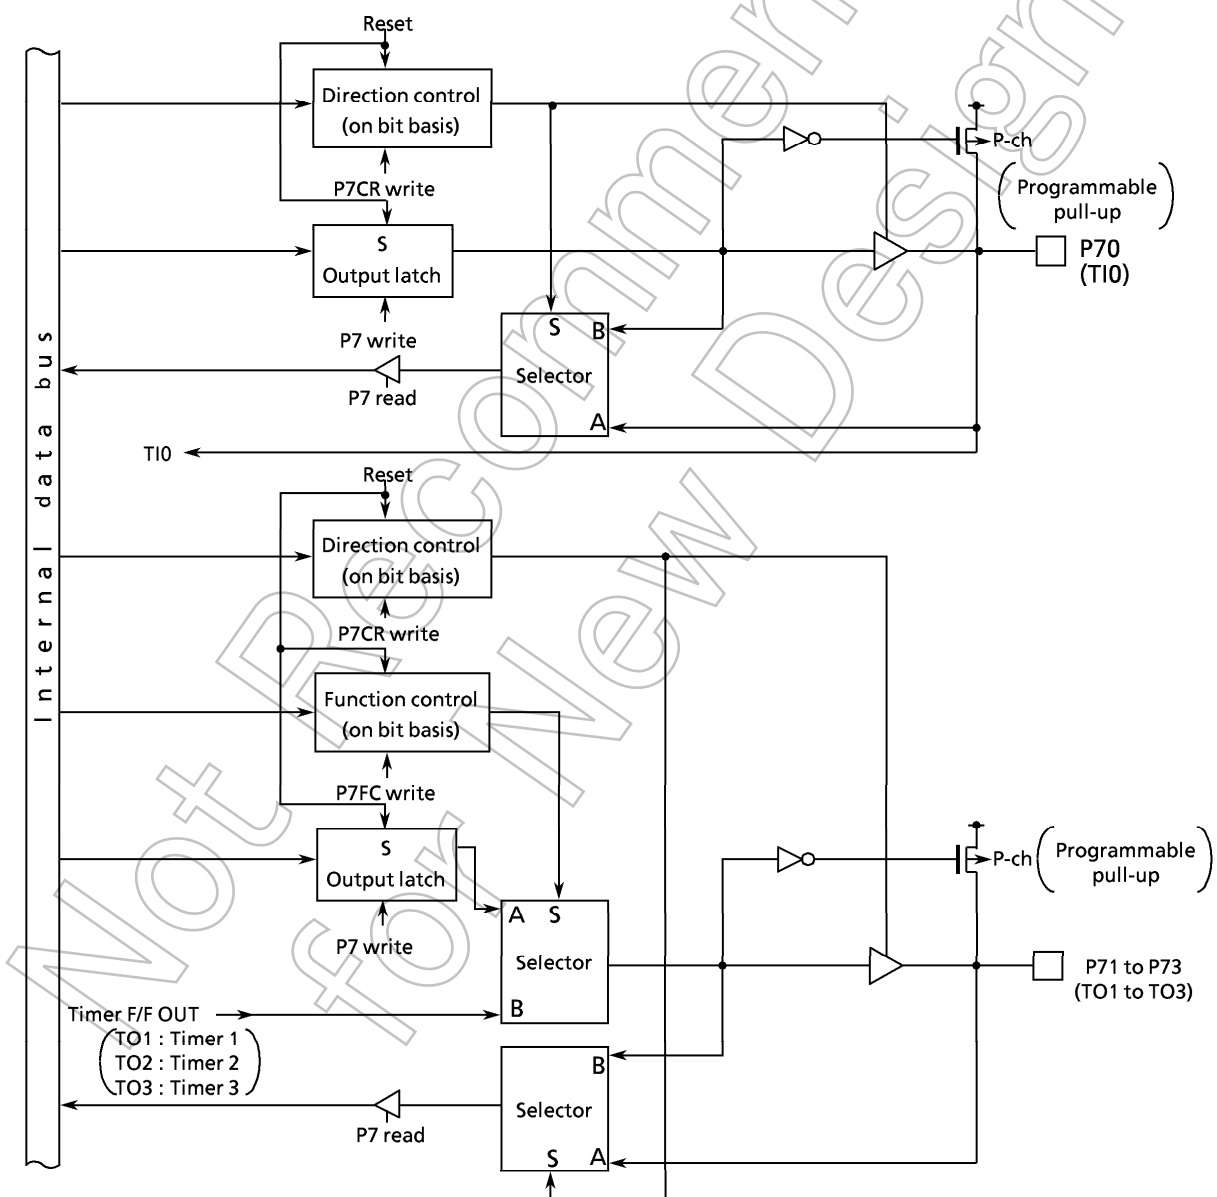 Reset
Direction control
(on bit basis)
P-ch
P7CR write
(Programmable
pull-up)
S
Output latch
P70
(TI0)
P7 write
S
B
Selector
P7 read
A
TI0
Internal data bus
Reset
Direction control
(on bit basis)
P7CR write
Function control
(on bit basis)
P7FC write
S
Output latch
P-ch
(Programmable
pull-up)
P7 write
A S
Selector
B
P71 to P73
(TO1 to TO3)
Timer F/F OUT
(TO1 : Timer 1
TO2 : Timer 2
TO3 : Timer 3)
B
Selector
P7 read
S A
Not Recommen
for New Design